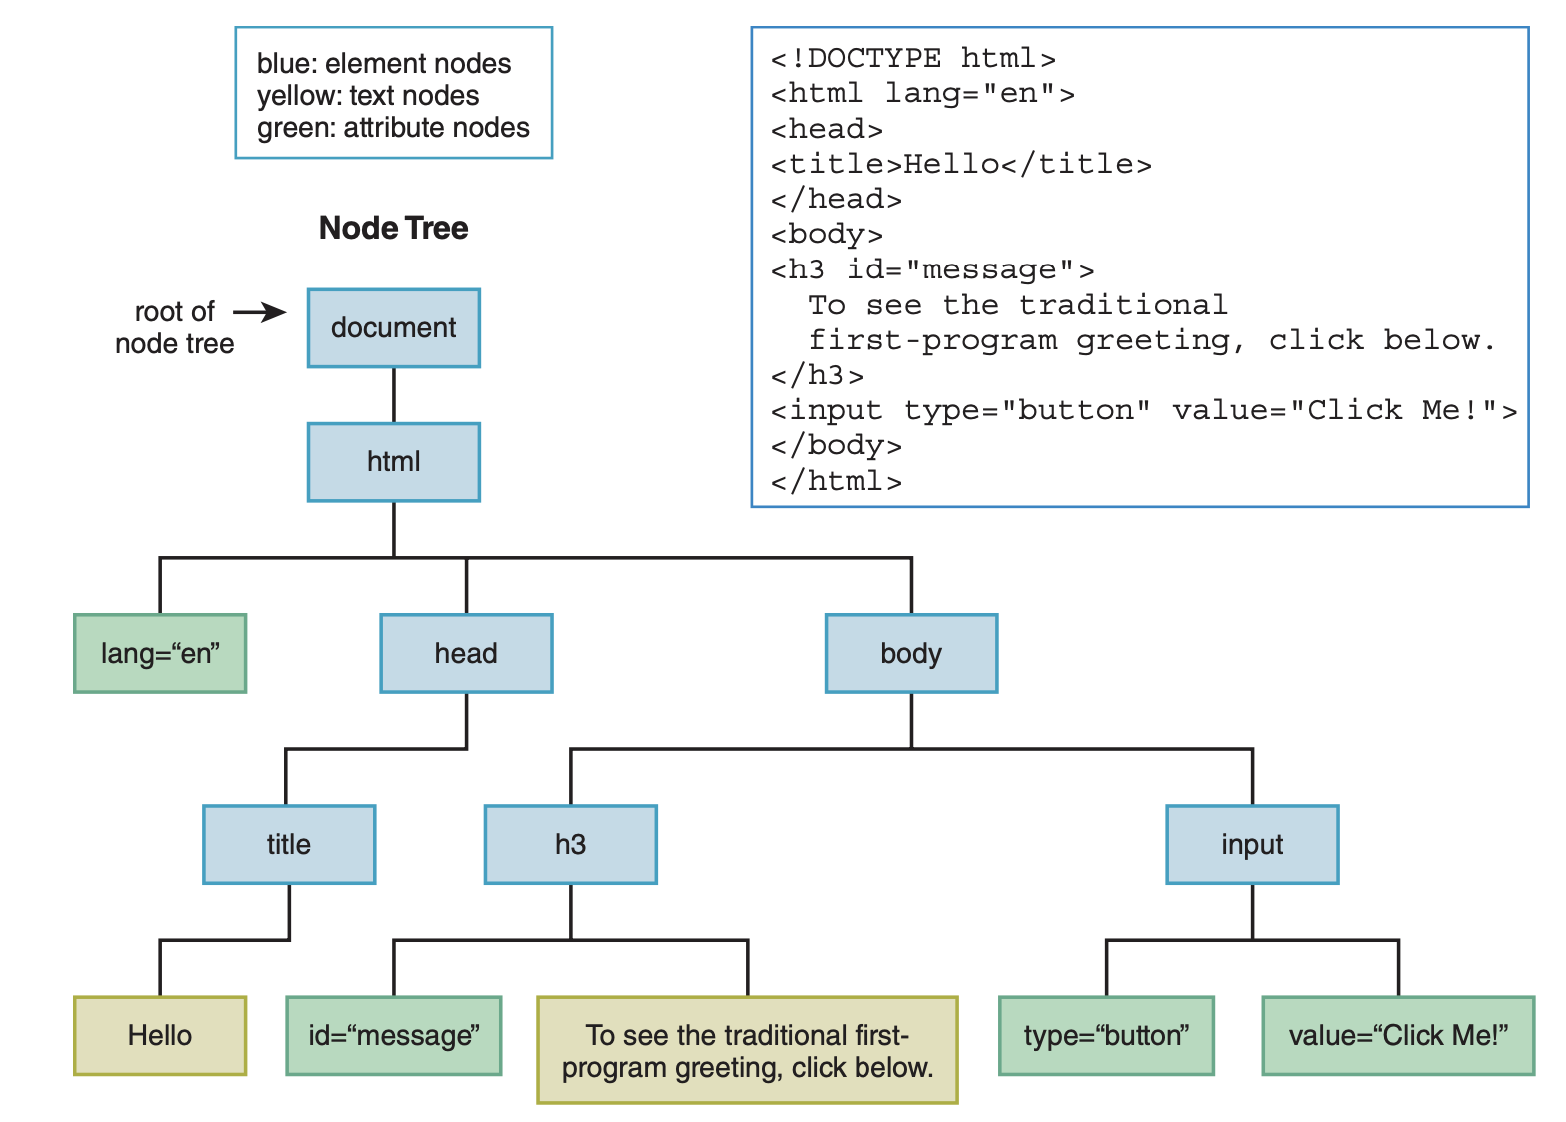 blue: element nodes
yellow: text nodes
green: attribute nodes
<!DOCTYPE html>
<html lang="en">
<head>
<title>Hello</title>
</head>
<body>
<h3 id="message">
  To see the traditional
  first-program greeting, click below.
</h3>
<input type="button" value="Click Me!">
</body>
</html>
Node Tree
root of
node tree
document
html
lang=“en”
head
body
title
h3
input
Hello
id=“message”
To see the traditional first-
program greeting, click below.
type=“button”
value=“Click Me!”